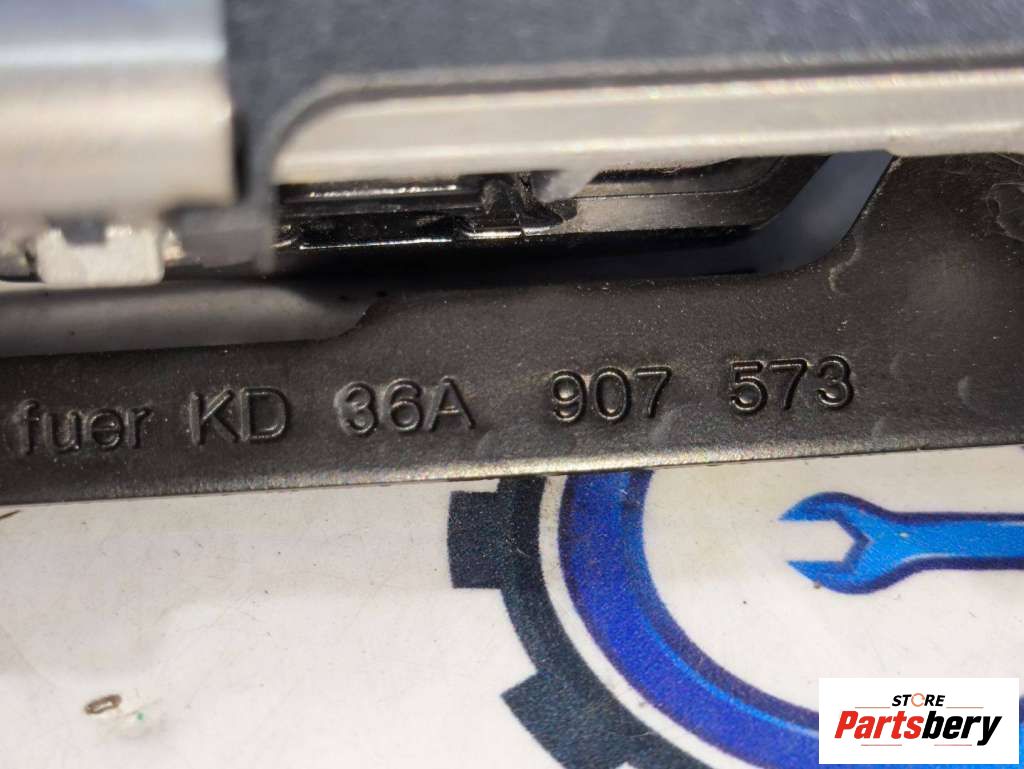 fuer KD 36A 907 573
STORE
Partsbery